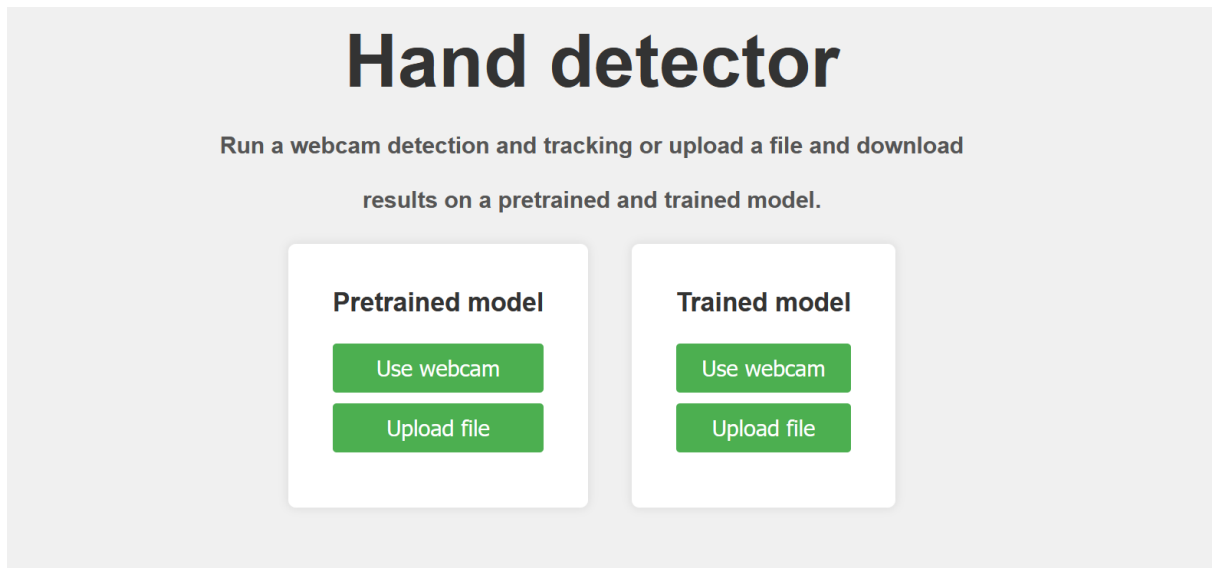 Hand detector
Run a webcam detection and tracking or upload a file and download
results on a pretrained and trained model.
Pretrained model
Use webcam
Upload file
Trained model
Use webcam
Upload file